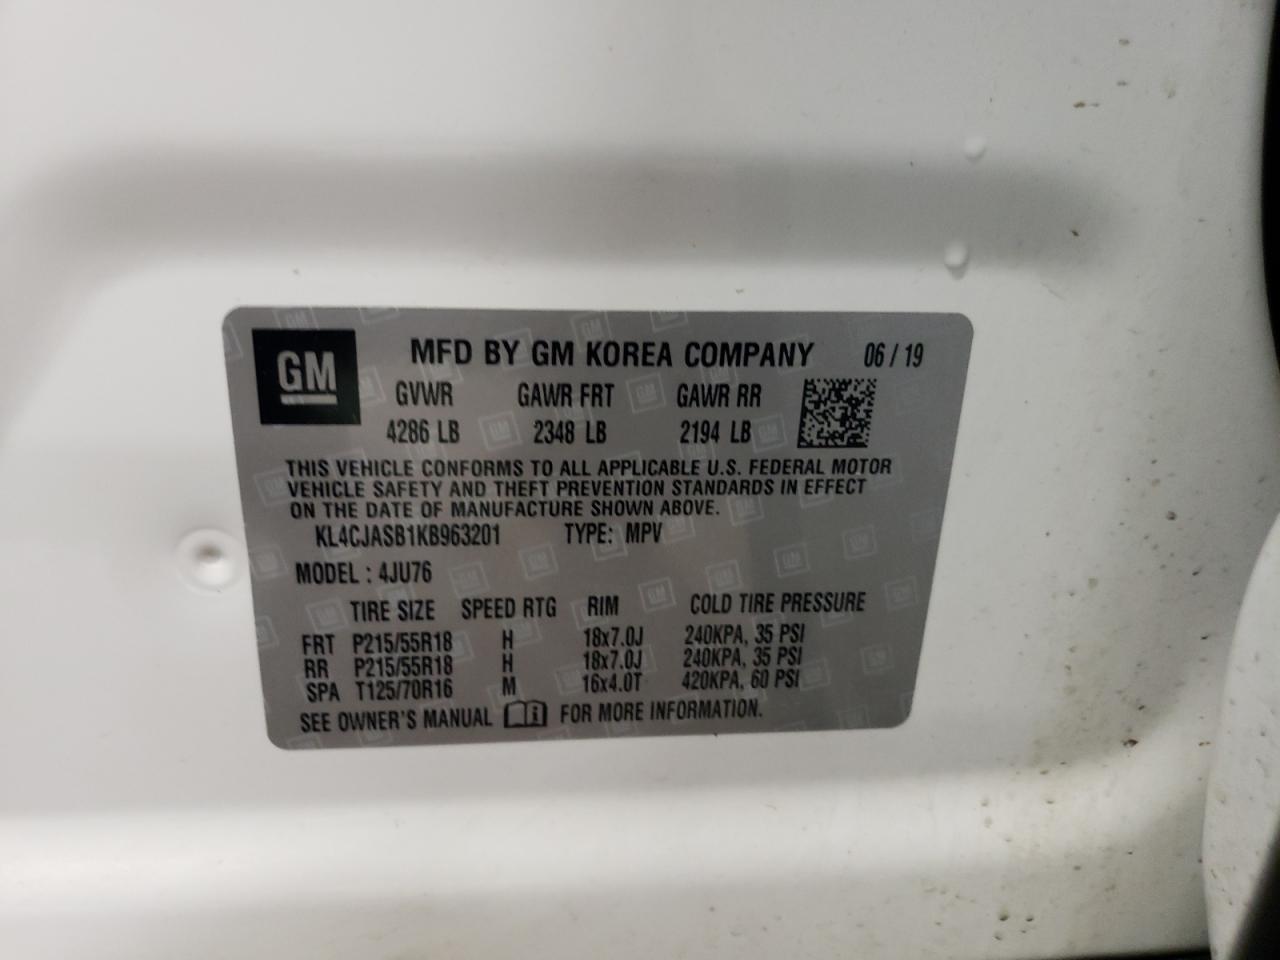 GM
MFD BY GM KOREA COMPANY 06 / 19
GVWR GAWR FRT GAWR RR
4286 LB 2348 LB 2194 LB
THIS VEHICLE CONFORMS TO ALL APPLICABLE U.S. FEDERAL MOTOR
VEHICLE SAFETY AND THEFT PREVENTION STANDARDS IN EFFECT
ON THE DATE OF MANUFACTURE SHOWN ABOVE.
KL4CJASB1KB963201 TYPE: MPV
MODEL : 4JU76
TIRE SIZE SPEED RTG RIM COLD TIRE PRESSURE
FRT P215/55R18 H 18x7.0J 240KPA, 35 PSI
RR P215/55R18 H 18x7.0J 240KPA, 35 PSI
SPA T125/70R16 M 16x4.0T 420KPA, 60 PSI
SEE OWNER'S MANUAL i FOR MORE INFORMATION.